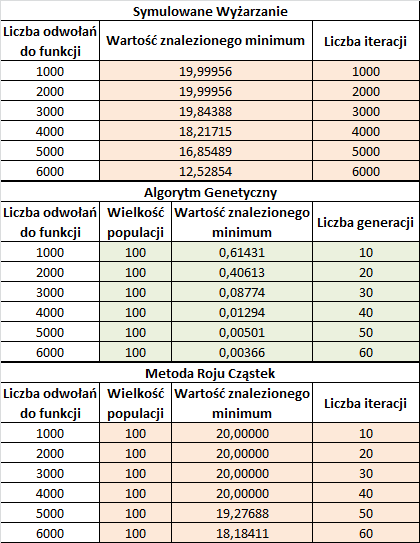 Symulowane Wyżarzanie
Liczba odwołań do funkcji Wartość znalezionego minimum Liczba iteracji
1000 19,99956 1000
2000 19,99956 2000
3000 19,84388 3000
4000 18,21715 4000
5000 16,85489 5000
6000 12,52854 6000
Algorytm Genetyczny
Liczba odwołań do funkcji Wielkość populacji Wartość znalezionego minimum Liczba generacji
1000 100 0,61431 10
2000 100 0,40613 20
3000 100 0,08774 30
4000 100 0,01294 40
5000 100 0,00501 50
6000 100 0,00366 60
Metoda Roju Cząstek
Liczba odwołań do funkcji Wielkość populacji Wartość znalezionego minimum Liczba iteracji
1000 100 20,00000 10
2000 100 20,00000 20
3000 100 20,00000 30
4000 100 20,00000 40
5000 100 19,27688 50
6000 100 18,18411 60